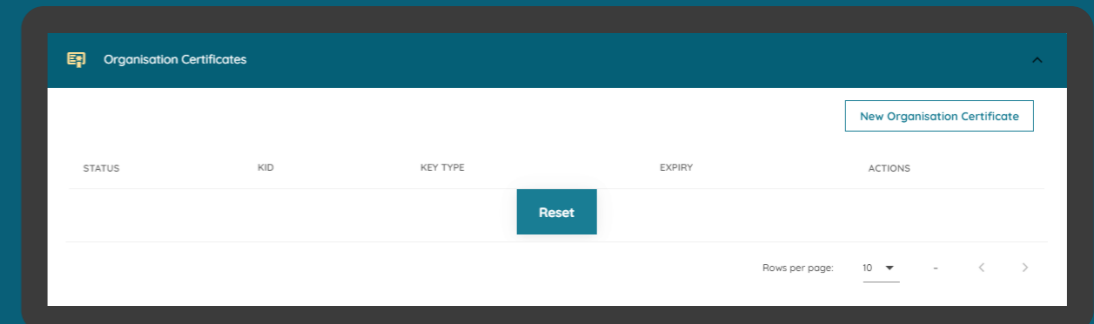 Organisation Certificates
New Organisation Certificate
STATUS KID KEY TYPE EXPIRY ACTIONS
Reset
Rows per page: 10 -